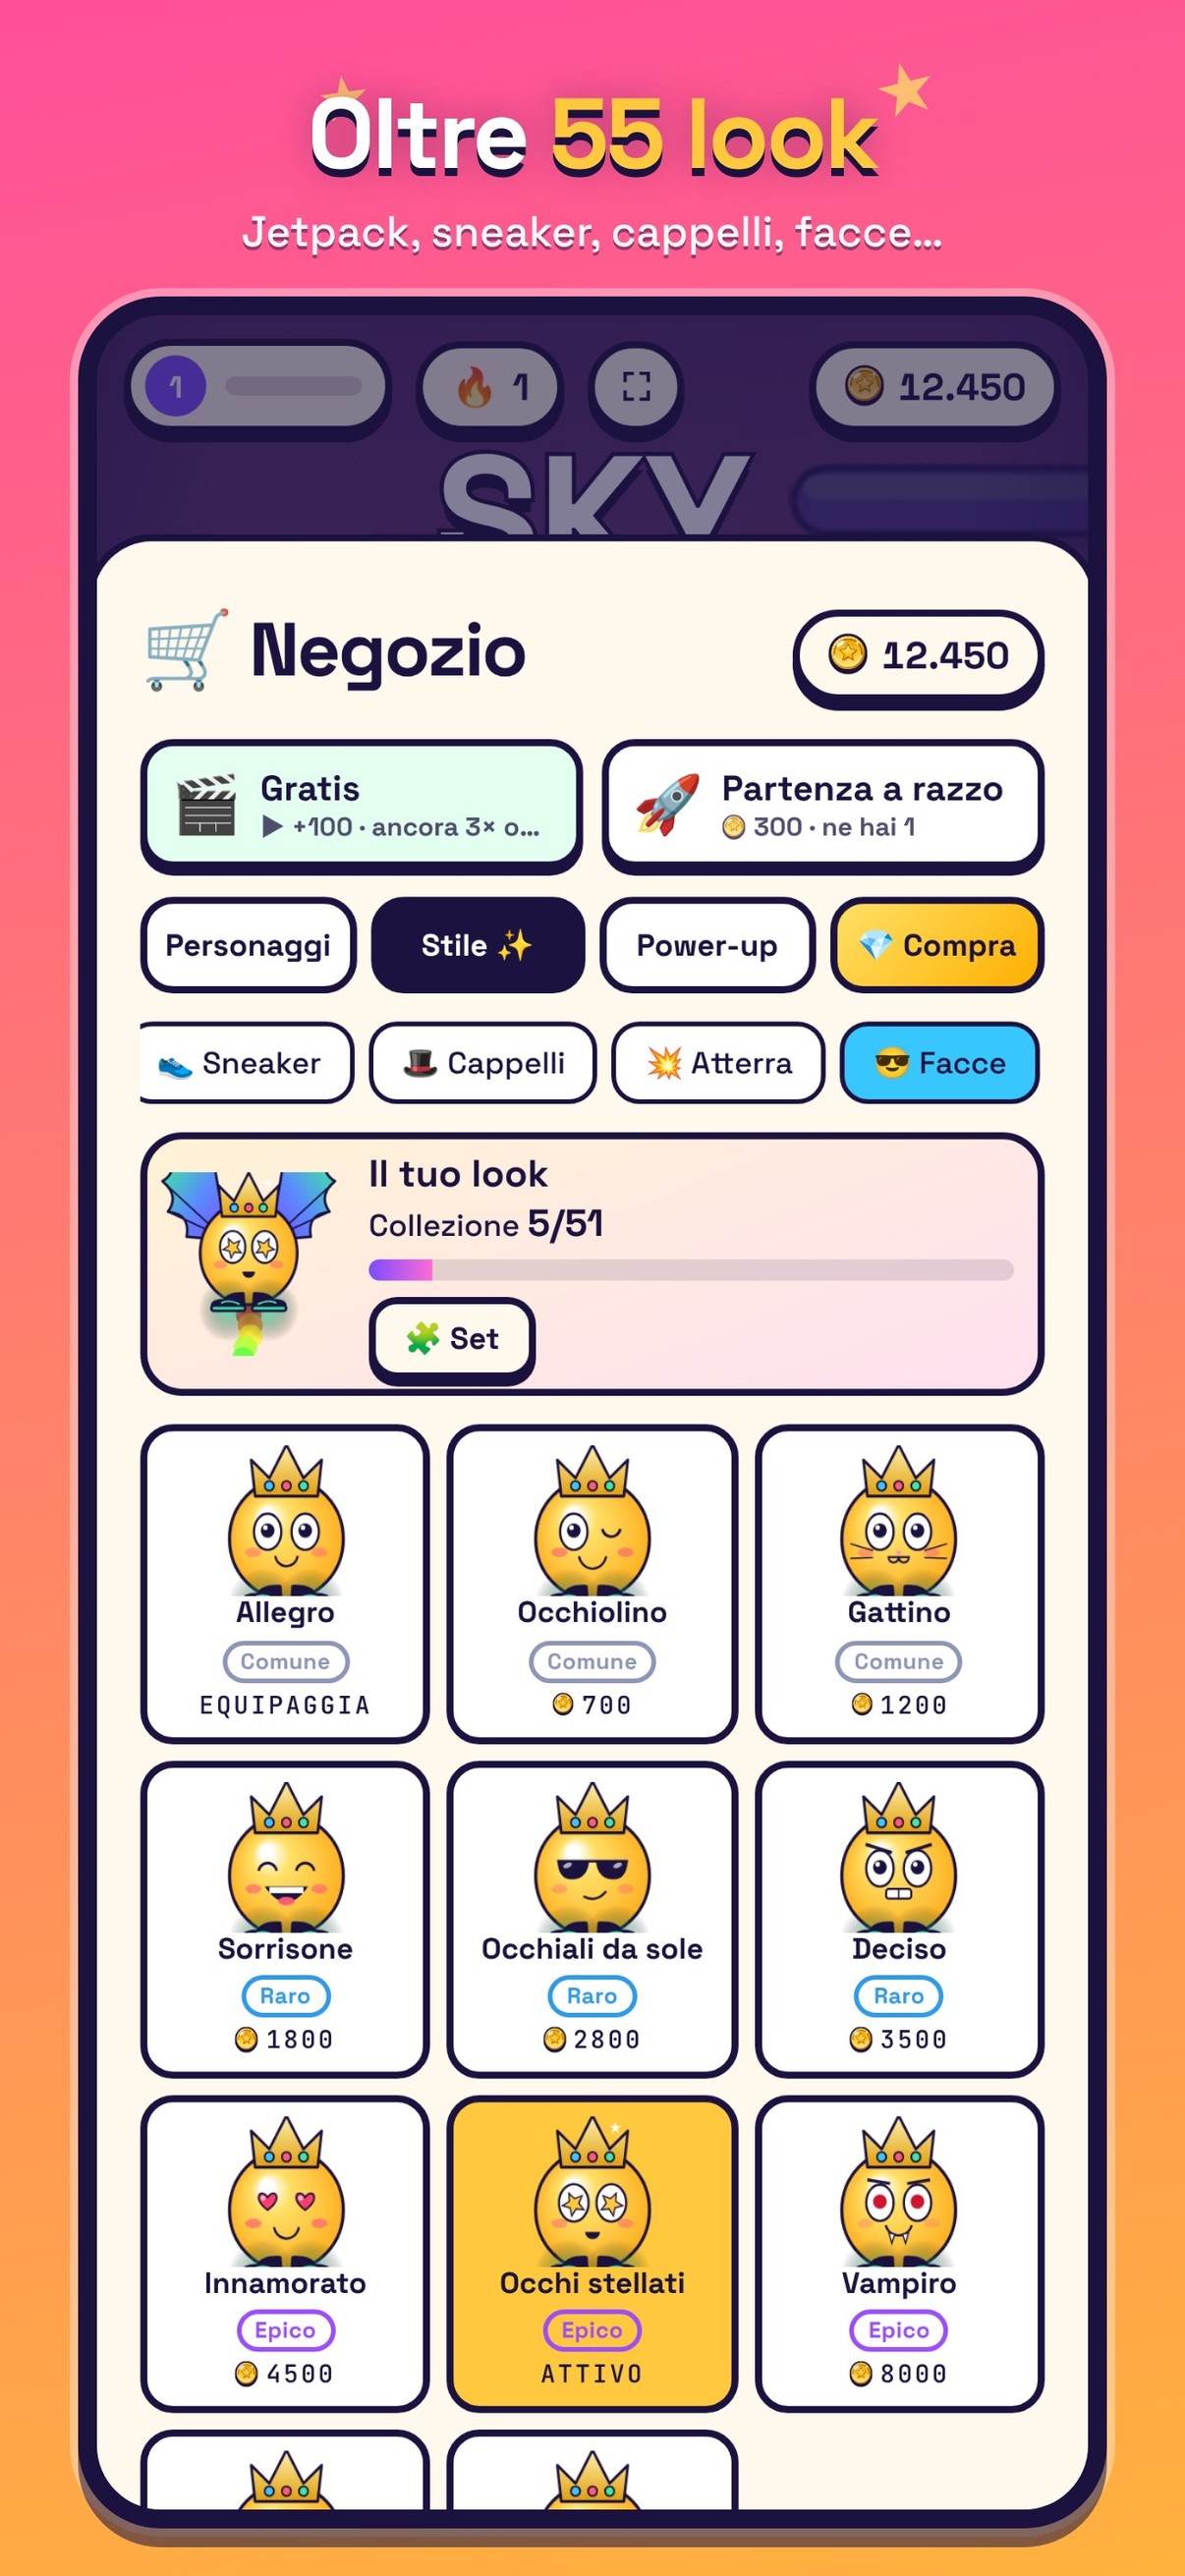 Oltre 55 look
Jetpack, sneaker, cappelli, facce...
1
🔥 1
12.450
SKY
🛒 Negozio
12.450
Gratis
▶ +100 · ancora 3× o...
Partenza a razzo
300 · ne hai 1
Personaggi
Stile ✨
Power-up
💎 Compra
👟 Sneaker
🎩 Cappelli
💥 Atterra
😎 Facce
Il tuo look
Collezione 5/51
🧩 Set
Allegro
Comune
EQUIPAGGIA
Occhiolino
Comune
700
Gattino
Comune
1200
Sorrisone
Raro
1800
Occhiali da sole
Raro
2800
Deciso
Raro
3500
Innamorato
Epico
4500
Occhi stellati
Epico
ATTIVO
Vampiro
Epico
8000